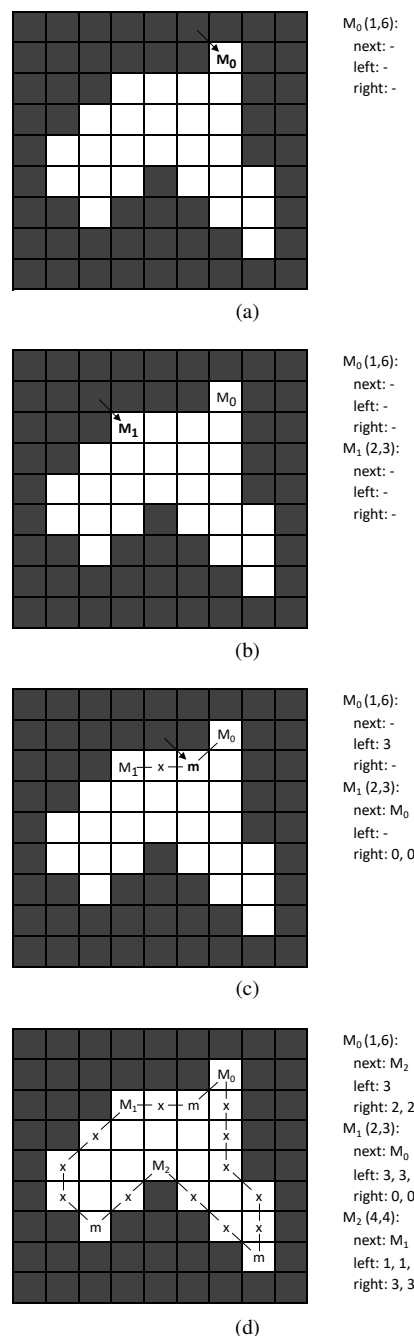 M₀ (1,6):
next: -
left: -
right: -
M₀
(a)
M₀ (1,6):
next: -
left: -
right: -
M₁ (2,3):
next: -
left: -
right: -
M₀
M₁
(b)
M₀ (1,6):
next: -
left: 3
right: -
M₁ (2,3):
next: M₀
left: -
right: 0, 0
M₀
M₁ x m
(c)
M₀ (1,6):
next: M₂
left: 3
right: 2, 2
M₁ (2,3):
next: M₀
left: 3, 3,
right: 0, 0
M₂ (4,4):
next: M₁
left: 1, 1,
right: 3, 3
M₀
M₁ x m x
x x
x M₂ x
x x x x
m x x
m
(d)